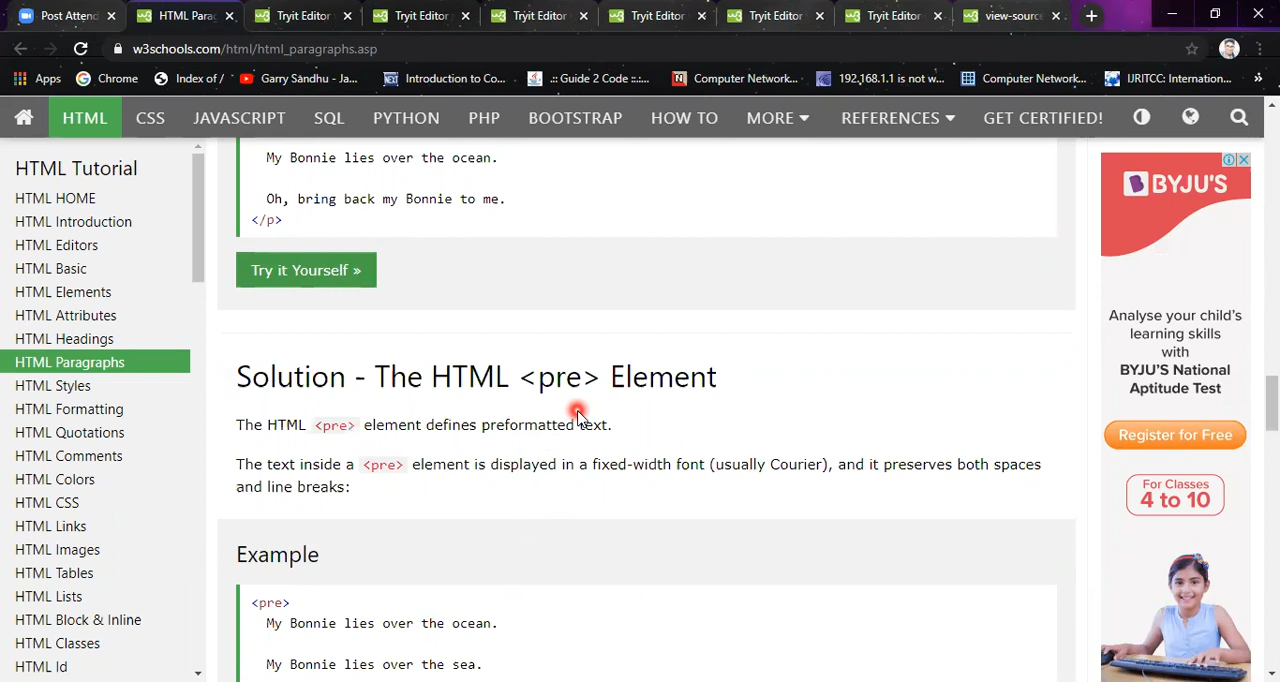 Post Attend
HTML Para
Tryit Editor
Tryit Editor
Tryit Editor
Tryit Editor
Tryit Editor
Tryit Editor
view-source
w3schools.com/html/html_paragraphs.asp
Apps
Chrome
Index of /
Garry Sandhu - Ja...
Introduction to Co...
.:: Guide 2 Code ::....
Computer Network...
192.168.1.1 is not w...
Computer Network...
IJRITCC: Internation...
HTML
CSS
JAVASCRIPT
SQL
PYTHON
PHP
BOOTSTRAP
HOW TO
MORE
REFERENCES
GET CERTIFIED!
HTML Tutorial
HTML HOME
HTML Introduction
HTML Editors
HTML Basic
HTML Elements
HTML Attributes
HTML Headings
HTML Paragraphs
HTML Styles
HTML Formatting
HTML Quotations
HTML Comments
HTML Colors
HTML CSS
HTML Links
HTML Images
HTML Tables
HTML Lists
HTML Block & Inline
HTML Classes
HTML Id
My Bonnie lies over the ocean.
Oh, bring back my Bonnie to me.
</p>
Try it Yourself »
Solution - The HTML <pre> Element
The HTML <pre> element defines preformatted text.
The text inside a <pre> element is displayed in a fixed-width font (usually Courier), and it preserves both spaces
and line breaks:
Example
<pre>
My Bonnie lies over the ocean.
My Bonnie lies over the sea.
BYJU'S
Analyse your child's
learning skills
with
BYJU'S National
Aptitude Test
Register for Free
For Classes
4 to 10